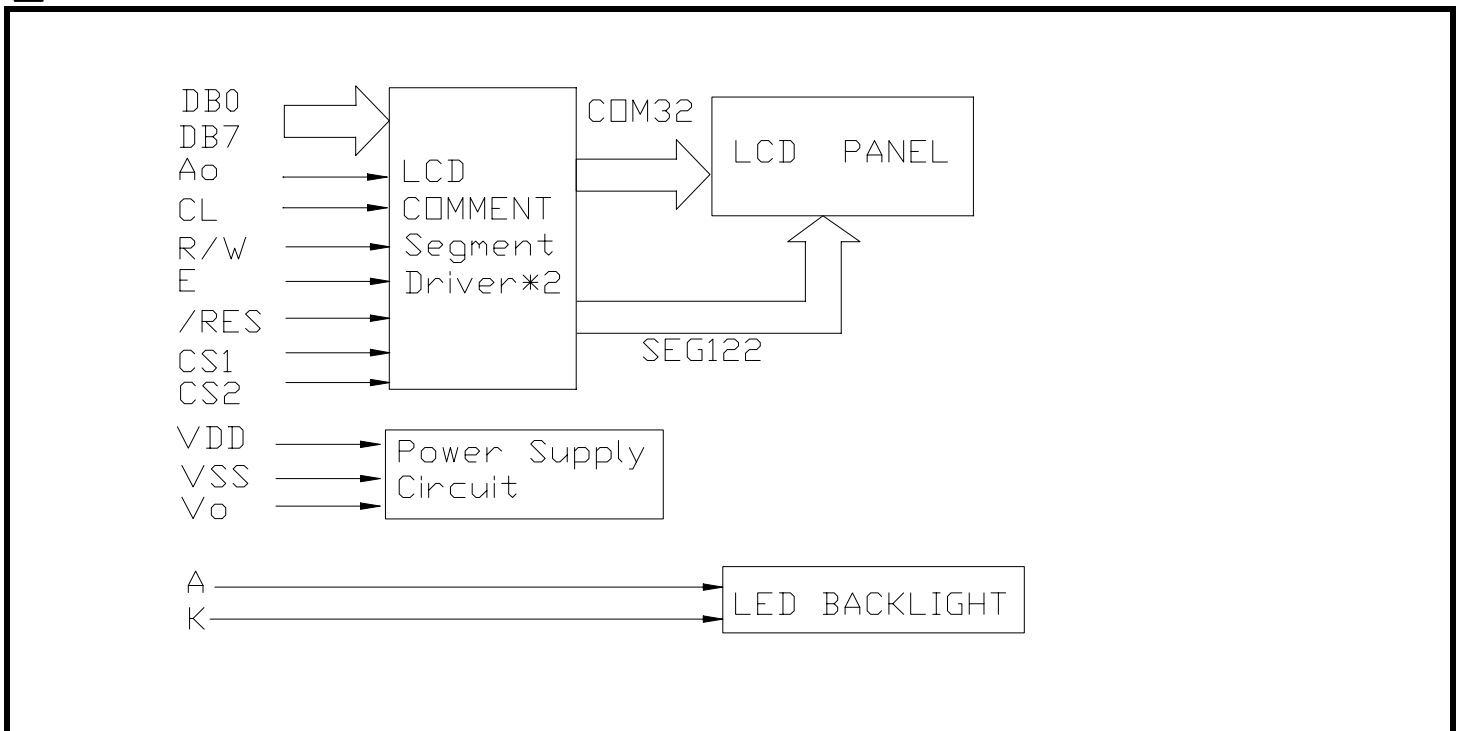 DB0
DB7
Ao
CL
R/W
E
/RES
CS1
CS2
LCD
COMMENT
Segment
Driver*2
COM32
LCD PANEL
SEG122
VDD
VSS
Vo
Power Supply
Circuit
A
K
LED BACKLIGHT